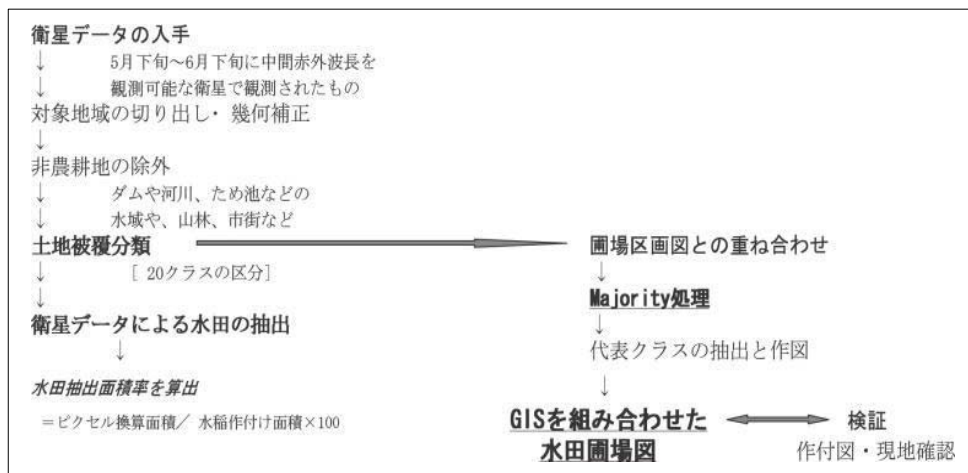 衛星データの入手
↓ 5月下旬～6月下旬に中間赤外波長を
↓ 観測可能な衛星で観測されたもの
対象地域の切り出し・幾何補正
↓
非農耕地の除外
↓ ダムや河川、ため池などの
↓ 水域や、山林、市街など
土地被覆分類
↓ [ 20クラスの区分]
↓
衛星データによる水田の抽出
↓
水田抽出面積率を算出
＝ピクセル換算面積／ 水稲作付け面積×100
圃場区画図との重ね合わせ
↓
Majority処理
↓
代表クラスの抽出と作図
↓
GISを組み合わせた
水田圃場図
検証
作付図・現地確認